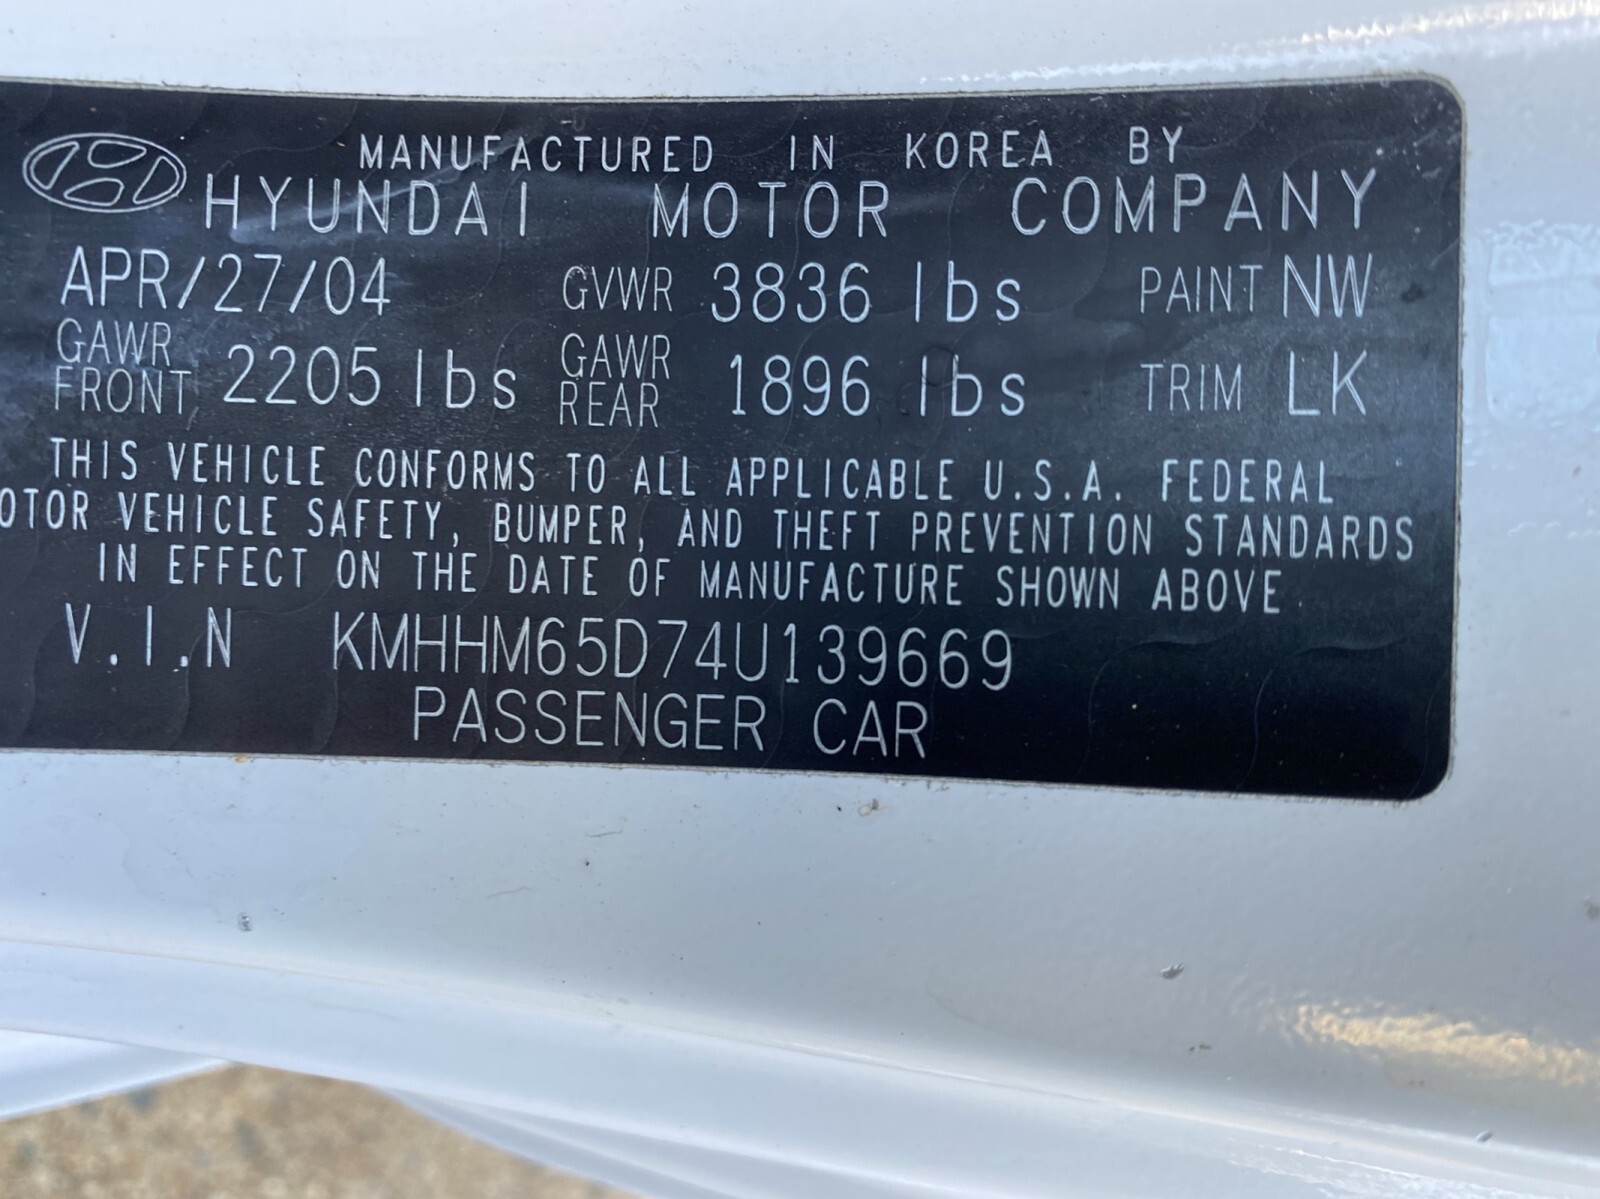 MANUFACTURED IN KOREA BY
HYUNDAI MOTOR COMPANY
APR/27/04 GVWR 3836 lbs PAINT NW
GAWR FRONT 2205 lbs GAWR REAR 1896 lbs TRIM LK
THIS VEHICLE CONFORMS TO ALL APPLICABLE U.S.A. FEDERAL
OTOR VEHICLE SAFETY, BUMPER, AND THEFT PREVENTION STANDARDS
IN EFFECT ON THE DATE OF MANUFACTURE SHOWN ABOVE.
V.I.N KMHHM65D74U139669
PASSENGER CAR